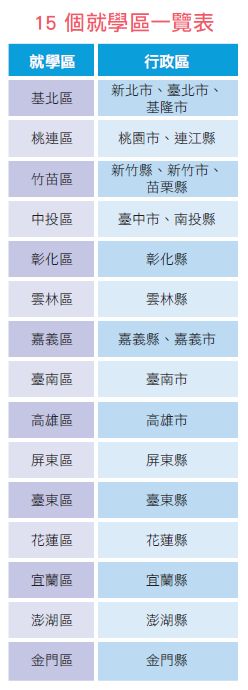 15 個就學區一覽表
就學區 行政區
基北區 新北市、臺北市、
基隆市
桃連區 桃園市、連江縣
竹苗區 新竹縣、新竹市、
苗栗縣
中投區 臺中市、南投縣
彰化區 彰化縣
雲林區 雲林縣
嘉義區 嘉義縣、嘉義市
臺南區 臺南市
高雄區 高雄市
屏東區 屏東縣
臺東區 臺東縣
花蓮區 花蓮縣
宜蘭區 宜蘭縣
澎湖區 澎湖縣
金門區 金門縣